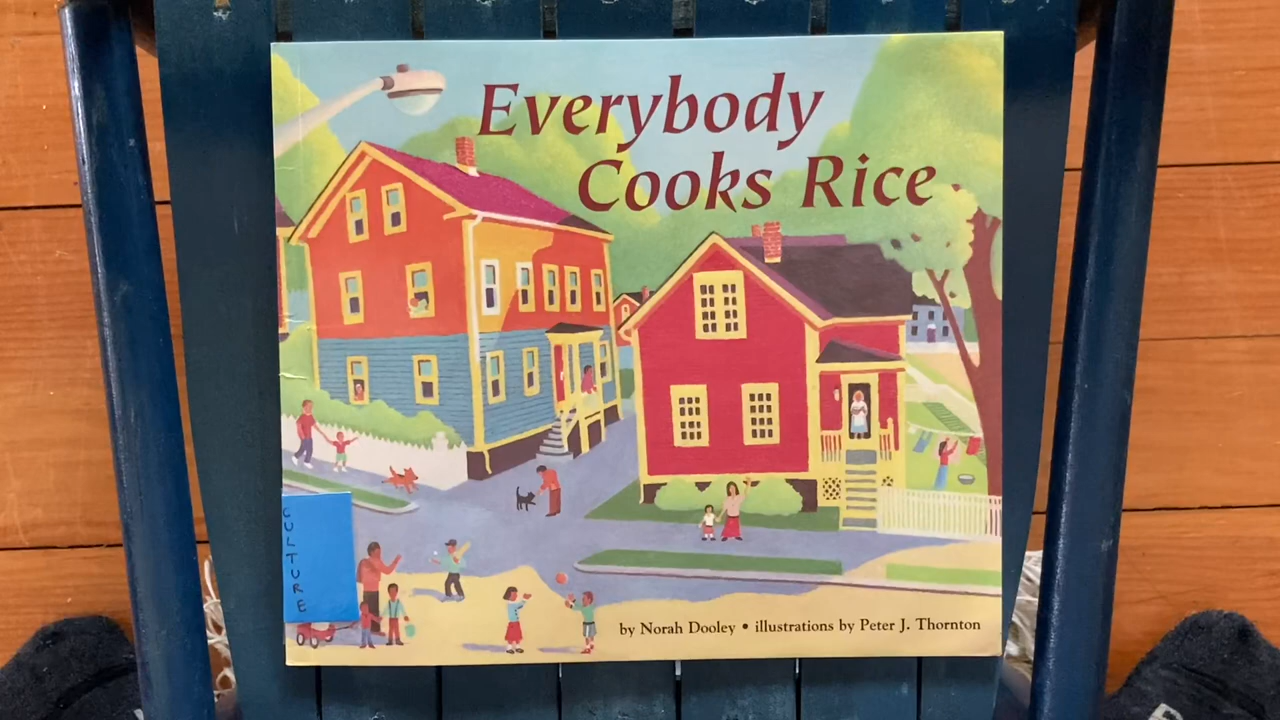 Everybody
Cooks Rice
CULTURE
by Norah Dooley • illustrations by Peter J. Thornton